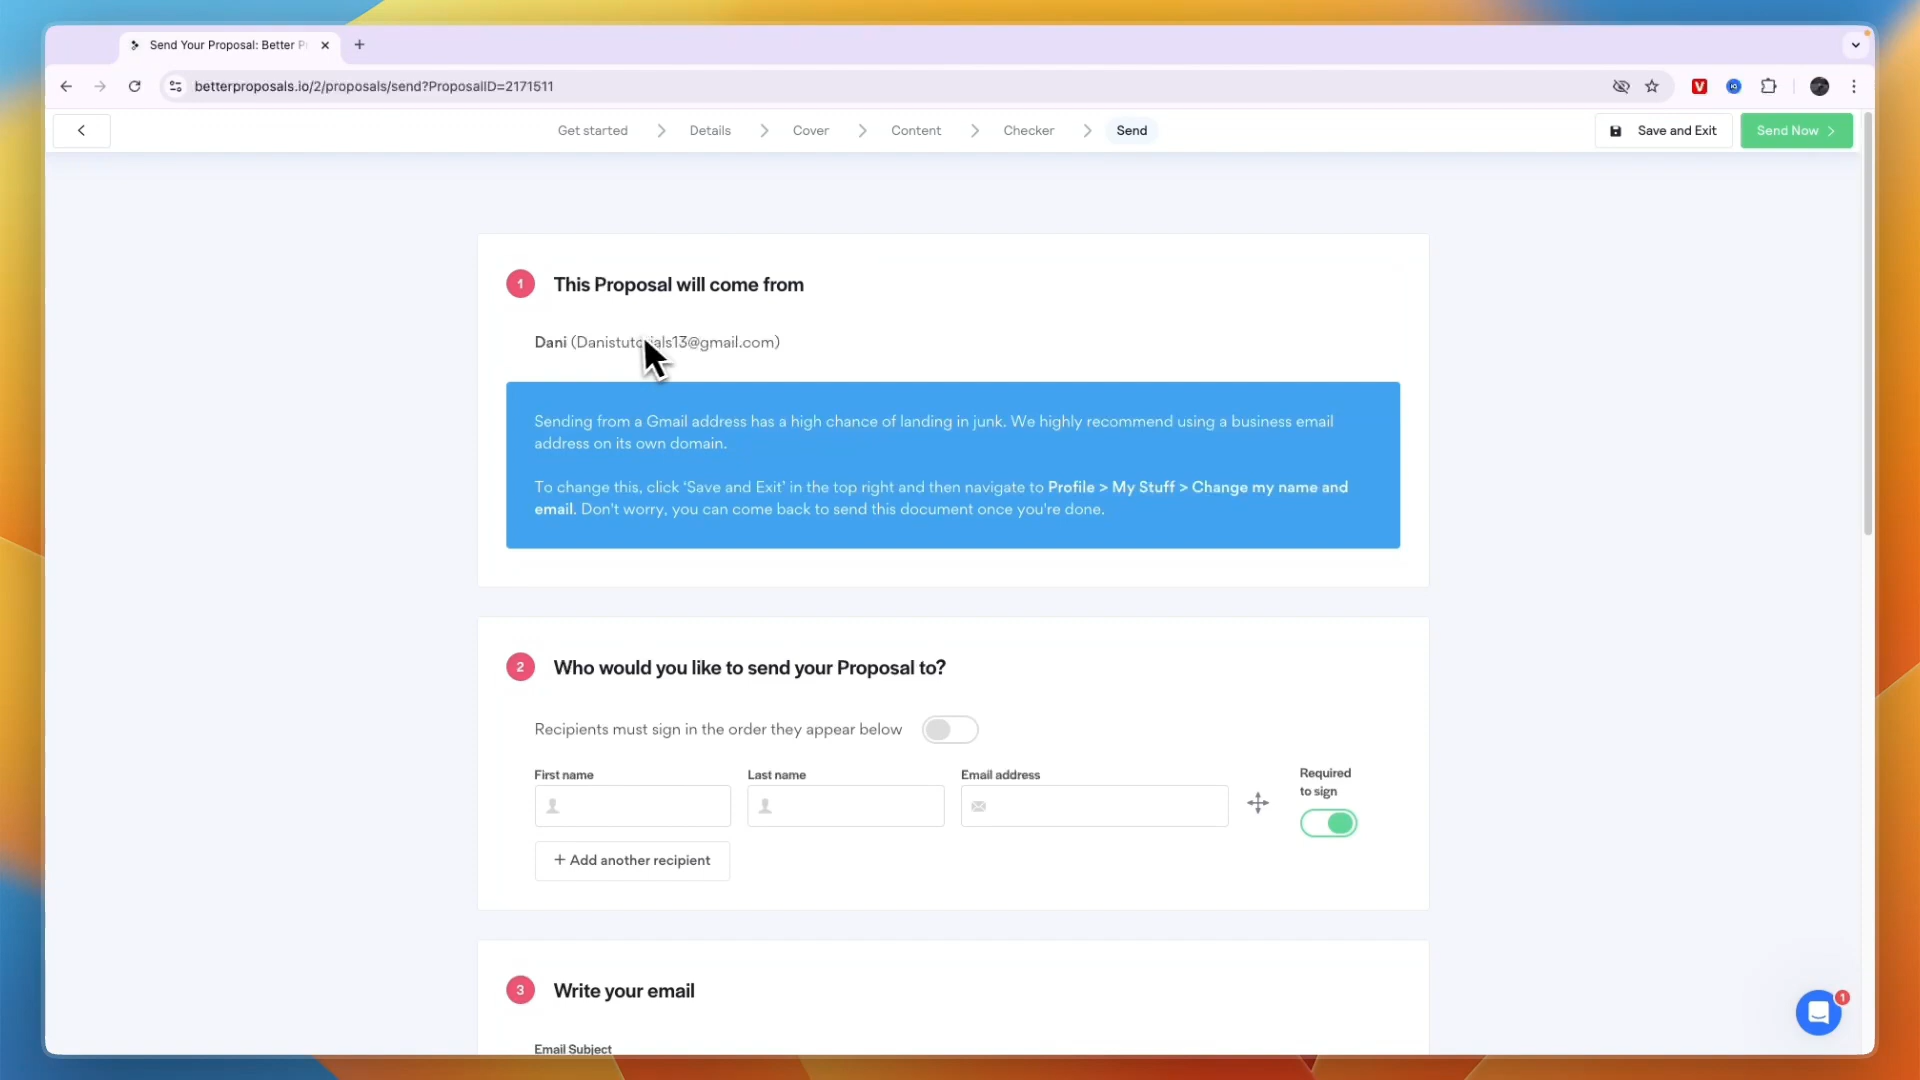 Send Your Proposal: Better P
betterproposals.io/2/proposals/send?ProposalID=2171511
V
Get started
Details
Cover
Content
Checker
Send
Save and Exit
Send Now
1
This Proposal will come from
Dani (Danistutorials13@gmail.com)
Sending from a Gmail address has a high chance of landing in junk. We highly recommend using a business email
address on its own domain.
To change this, click 'Save and Exit' in the top right and then navigate to Profile > My Stuff > Change my name and
email. Don't worry, you can come back to send this document once you're done.
2
Who would you like to send your Proposal to?
Recipients must sign in the order they appear below
First name
Last name
Email address
Required
to sign
+ Add another recipient
3
Write your email
Email Subject
1